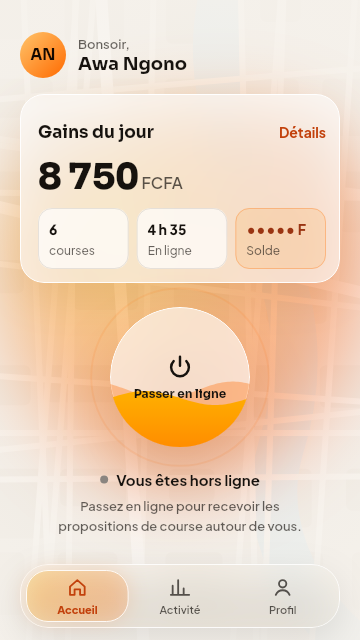 AN
Bonsoir,
Awa Ngono
Gains du jour
Détails
8 750 FCFA
6
courses
4 h 35
En ligne
●●●●● F
Solde
Passer en ligne
Vous êtes hors ligne
Passez en ligne pour recevoir les
propositions de course autour de vous.
Accueil
Activité
Profil